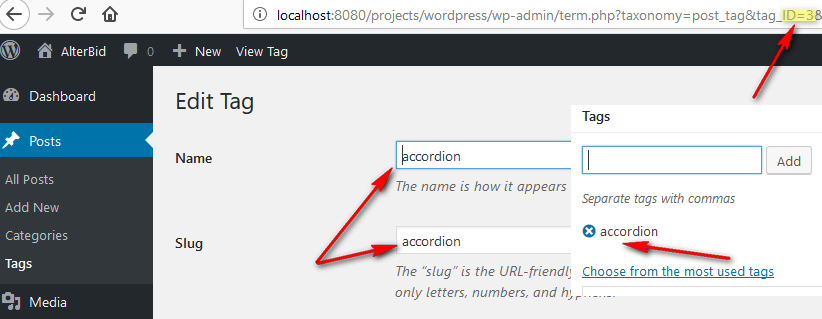 localhost:8080/projects/wordpress/wp-admin/term.php?taxonomy=post_tag&tag_ID=3&
AlterBid 0 + New View Tag
Dashboard
Posts
All Posts
Add New
Categories
Tags
Media
Edit Tag
Name
accordion
The name is how it appears
Slug
accordion
The “slug” is the URL-friendly
only letters, numbers, and hyphens.
Tags
Add
Separate tags with commas
accordion
Choose from the most used tags